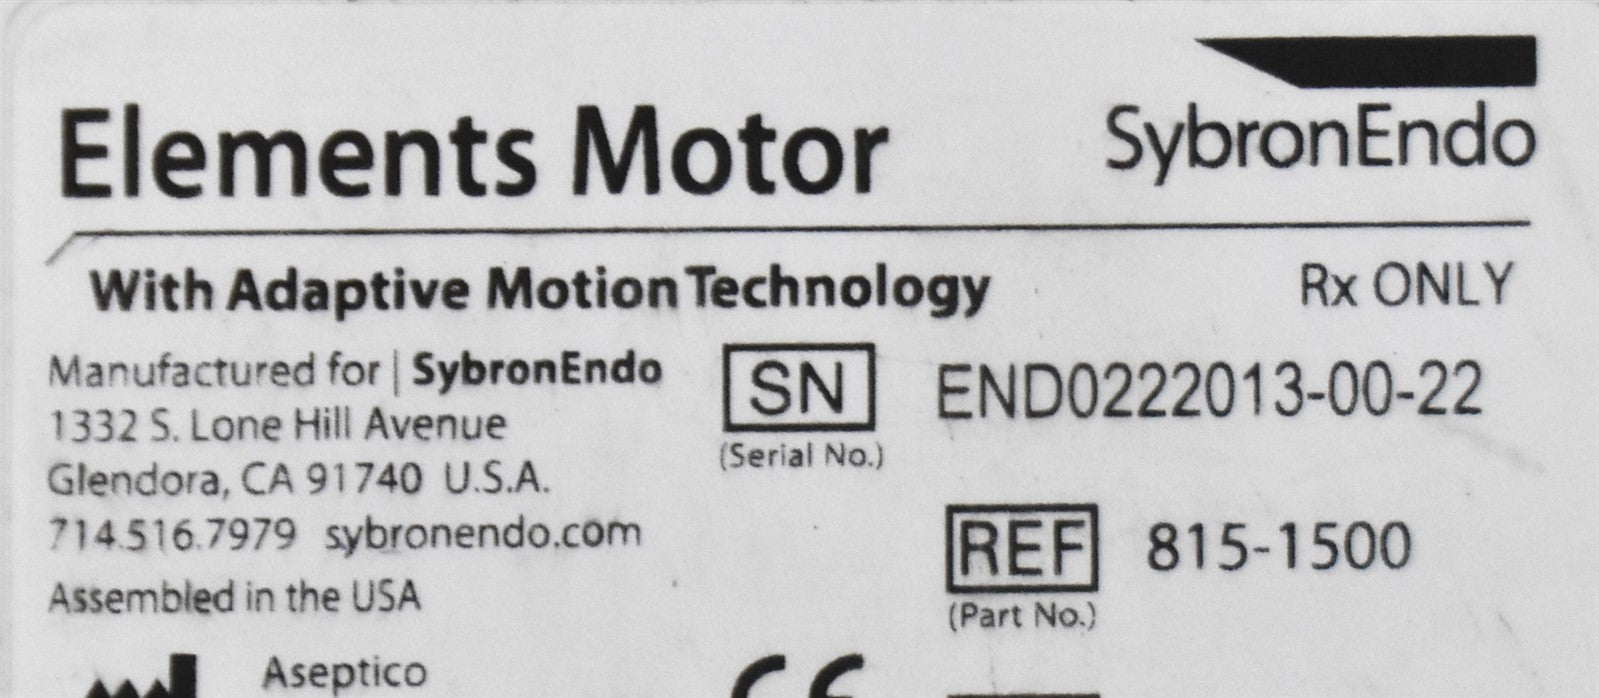 SybronEndo
Elements Motor
With Adaptive Motion Technology
Rx ONLY
Manufactured for | SybronEndo
1332 S. Lone Hill Avenue
Glendora, CA 91740 U.S.A.
714.516.7979 sybronendo.com
Assembled in the USA
SN
(Serial No.)
END0222013-00-22
REF
(Part No.)
815-1500
Aseptico
CE